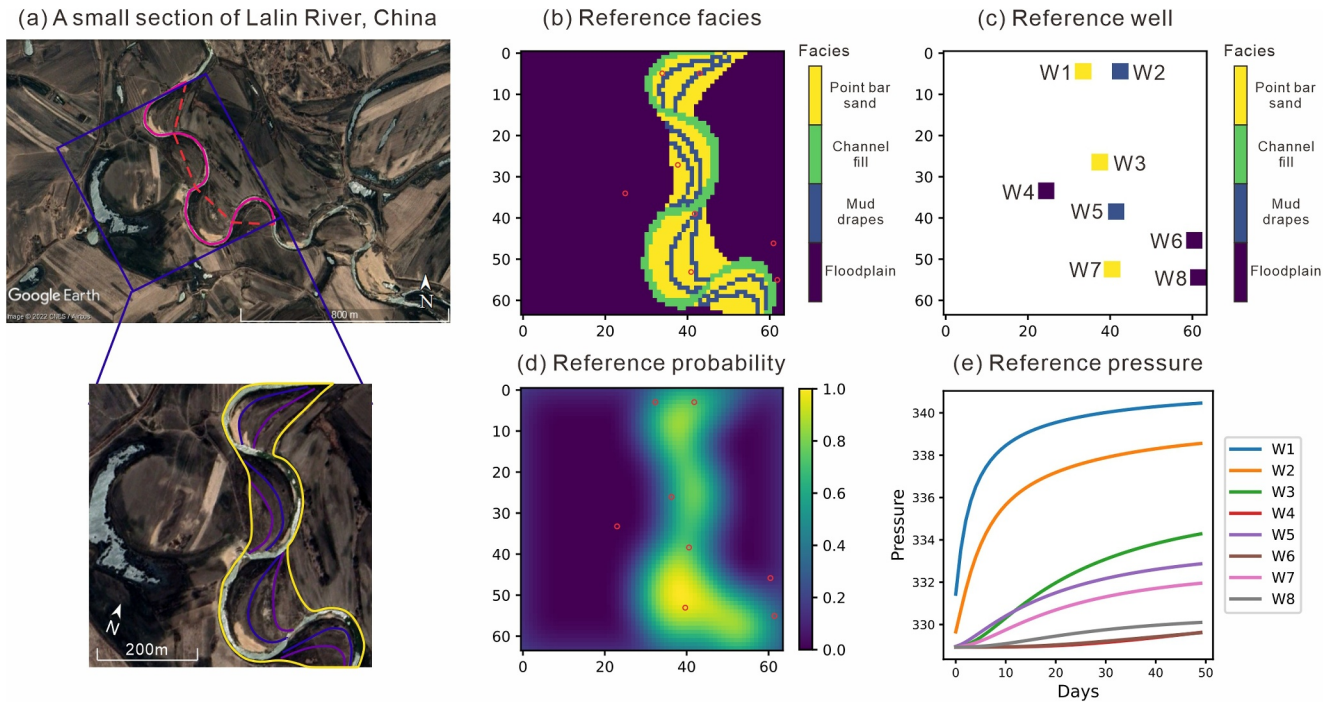 (a) A small section of Lalin River, China
Google Earth
Image © 2022 CNES / Airbus
800 m
N
N
200m
(b) Reference facies
0
10
20
30
40
50
60
0
20
40
60
Facies
Point bar
sand
Channel
fill
Mud
drapes
Floodplain
(c) Reference well
0
10
20
30
40
50
60
0
20
40
60
W1
W2
W3
W4
W5
W6
W7
W8
Facies
Point bar
sand
Channel
fill
Mud
drapes
Floodplain
(d) Reference probability
0
10
20
30
40
50
60
0
20
40
60
1.0
0.8
0.6
0.4
0.2
0.0
(e) Reference pressure
Pressure
340
338
336
334
332
330
0
10
20
30
40
50
Days
W1
W2
W3
W4
W5
W6
W7
W8